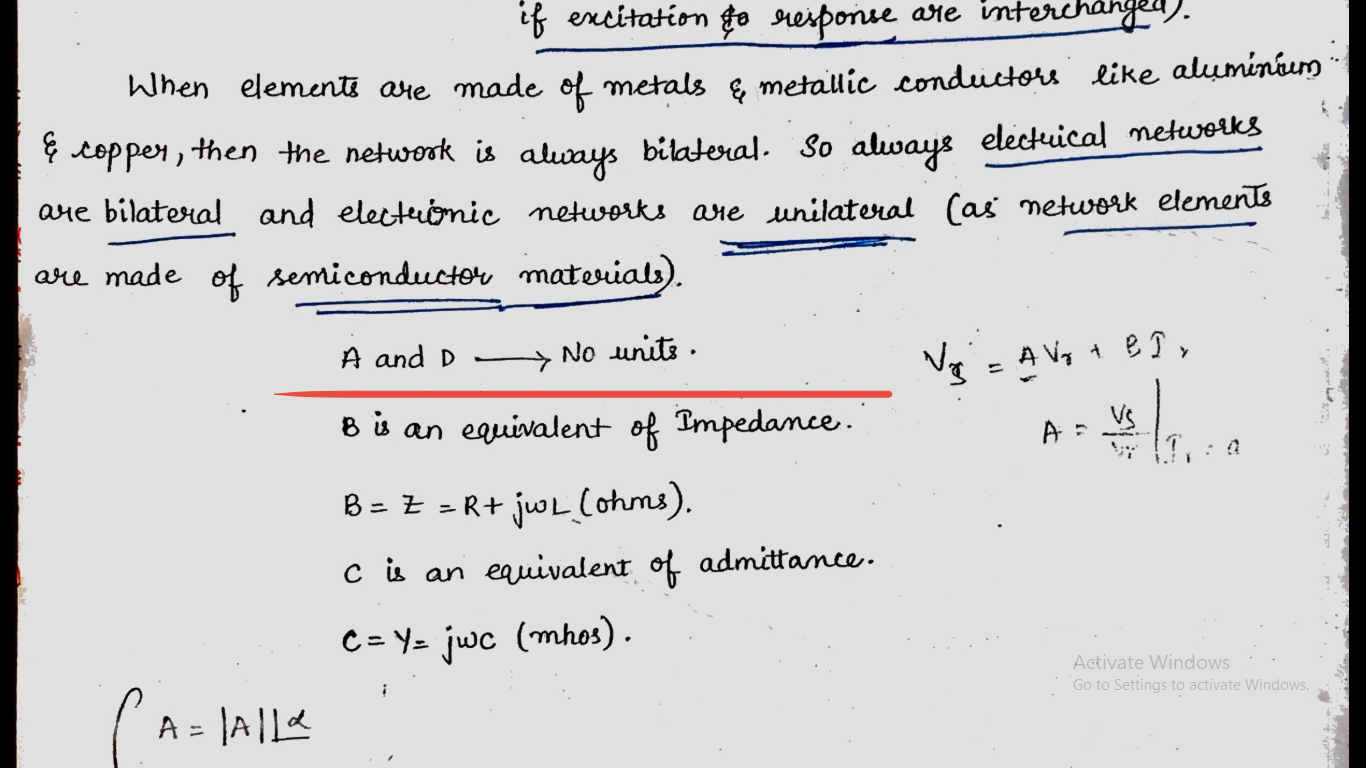 if excitation & response are interchanged).
When elements are made of metals & metallic conductors like aluminium
& copper, then the network is always bilateral. So always electrical networks
are bilateral and electronic networks are unilateral (as network elements
are made of semiconductor materials).
A and D ⟶ No units.
Vs = A Vr + B Ir
B is an equivalent of Impedance.
A = Vs/Vr | Ir = 0
B = Z = R + jωL (ohms).
C is an equivalent of admittance.
C = Y = jωc (mhos).
Activate Windows
Go to Settings to activate Windows.
A = |A|∠α